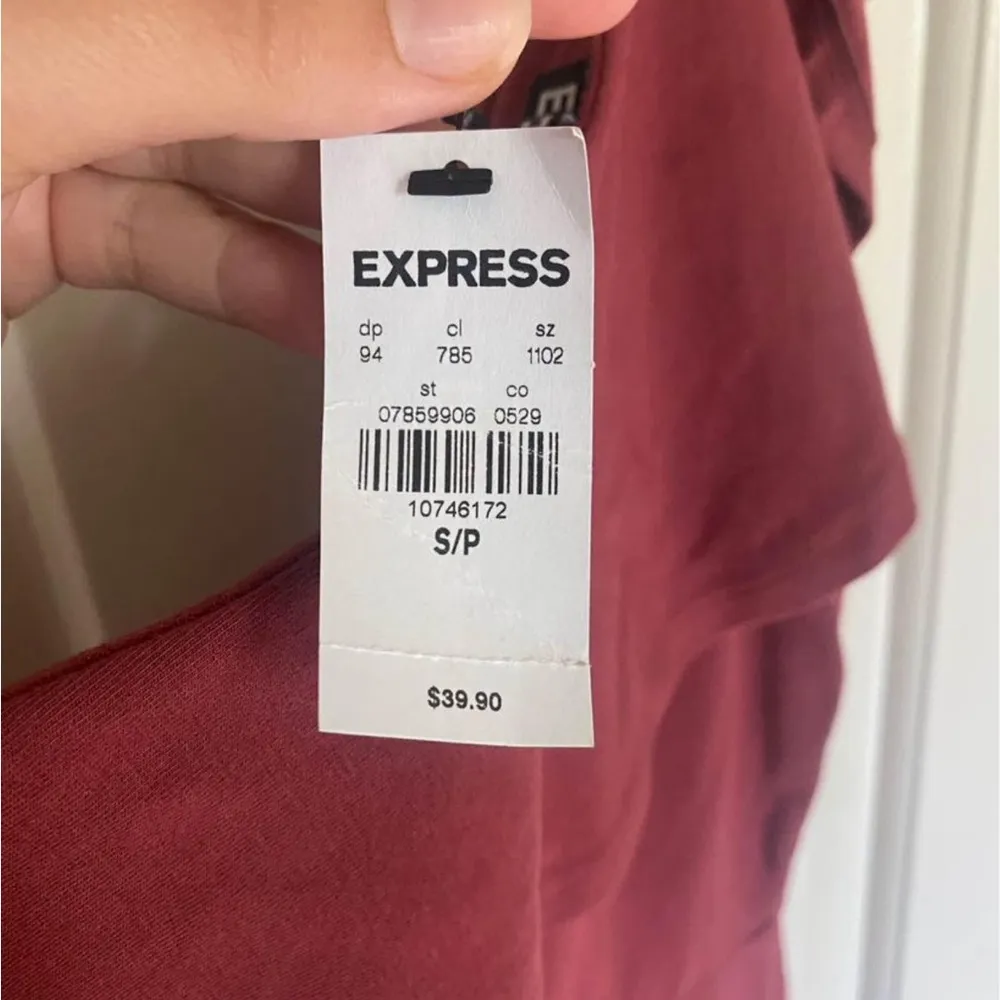 EXPRESS
dp cl sz
94 785 1102
st co
07859906 0529
10746172
S/P
$39.90